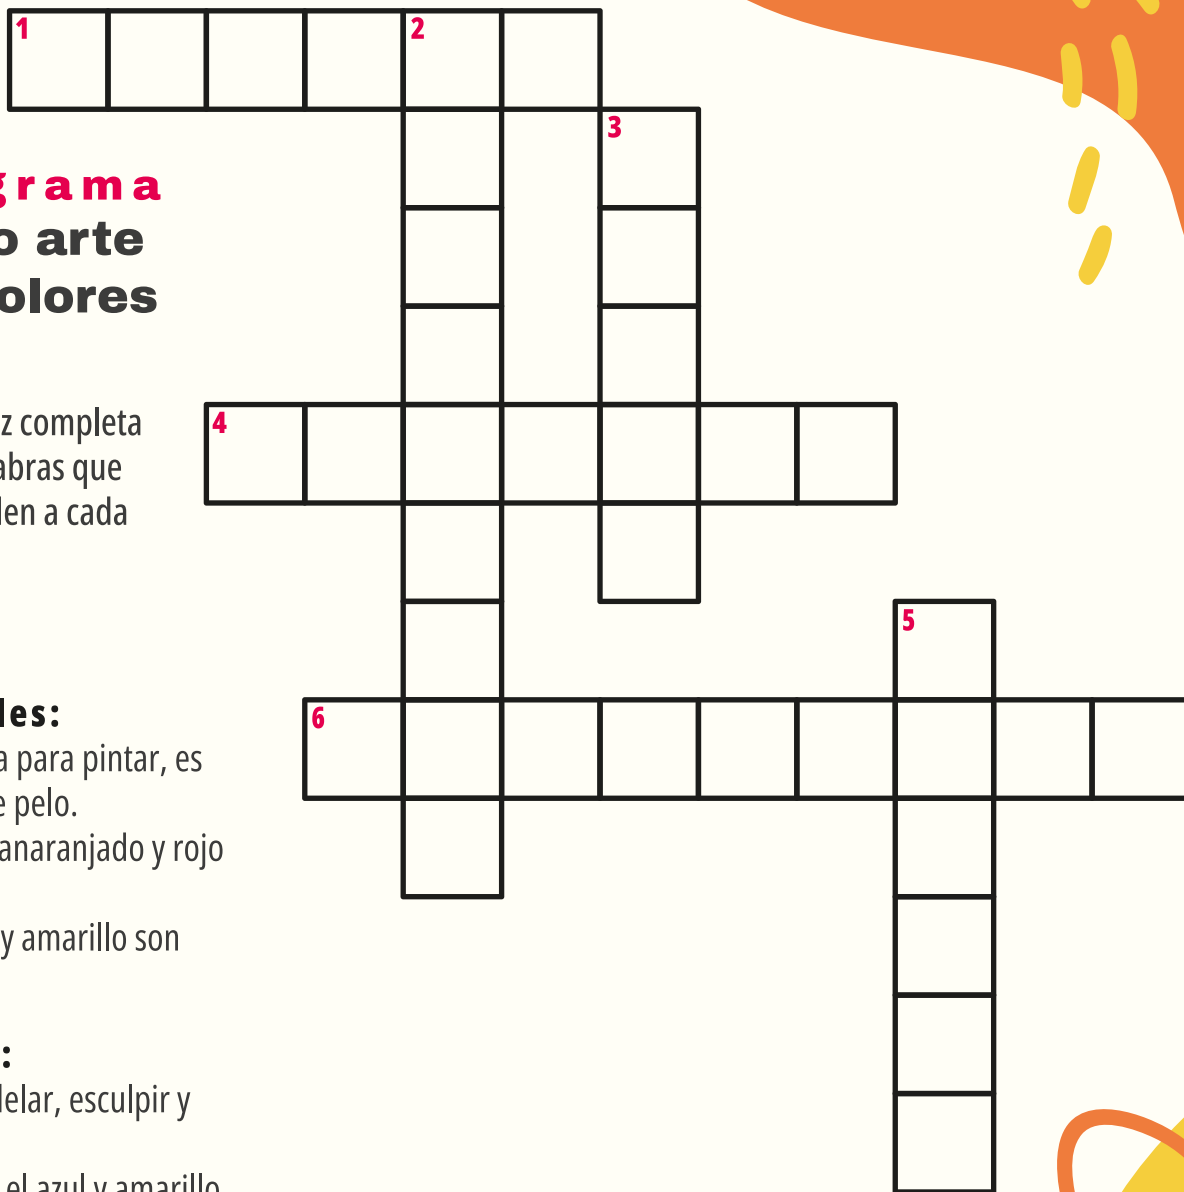 1
2
3
grama
o arte
olores
z completa
abras que
len a cada
4
5
les:
a para pintar, es
e pelo.
anaranjado y rojo
y amarillo son
6
:
delar, esculpir y
el azul y amarillo